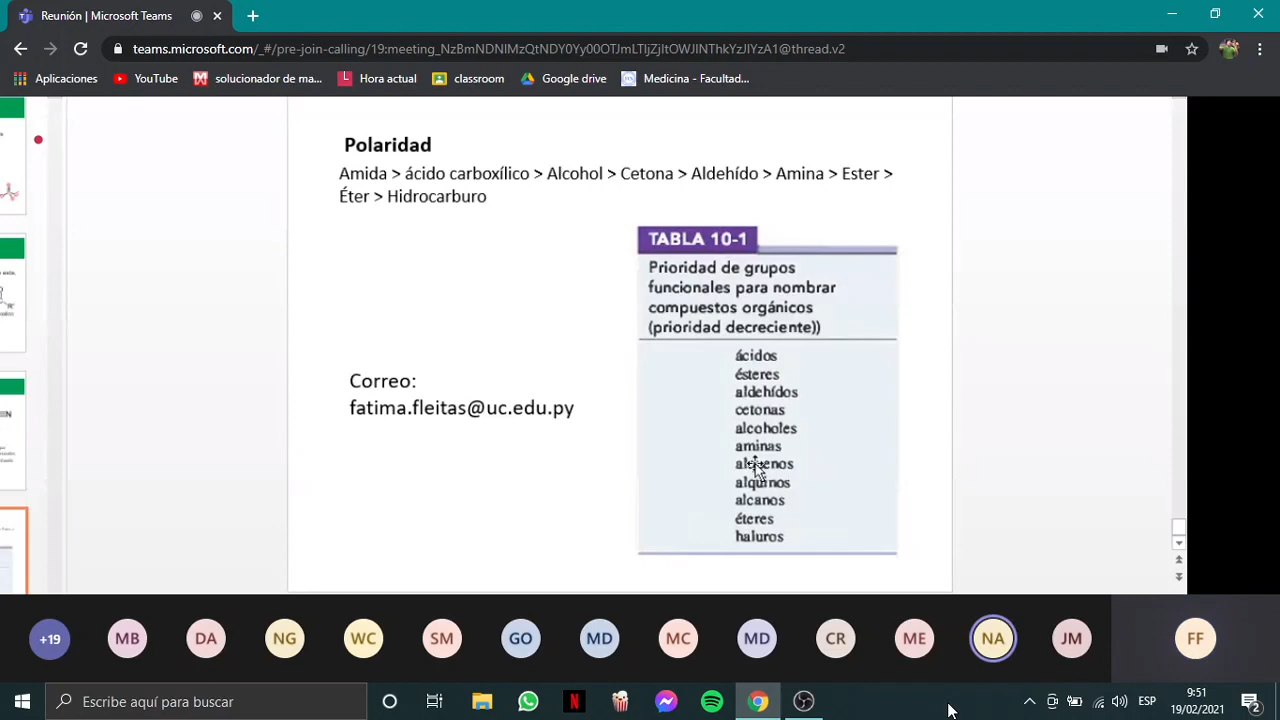 Reunión | Microsoft Teams
teams.microsoft.com/_#/pre-join-calling/19:meeting_NzBmNDNlMzQtNDY0Yy00OTJmLTljZjItOWJlNThkYzJlYzA1@thread.v2
Aplicaciones
YouTube
solucionador de ma...
Hora actual
classroom
Google drive
Medicina - Facultad...
Polaridad
Amida > ácido carboxílico > Alcohol > Cetona > Aldehído > Amina > Ester >
Éter > Hidrocarburo
TABLA 10-1
Prioridad de grupos
funcionales para nombrar
compuestos orgánicos
(prioridad decreciente))
ácidos
ésteres
aldehídos
cetonas
alcoholes
aminas
alquenos
alquinos
alcanos
éteres
haluros
Correo:
fatima.fleitas@uc.edu.py
+19
MB
DA
NG
WC
SM
GO
MD
MC
MD
CR
ME
NA
JM
FF
Escribe aquí para buscar
ESP
9:51
19/02/2021
2